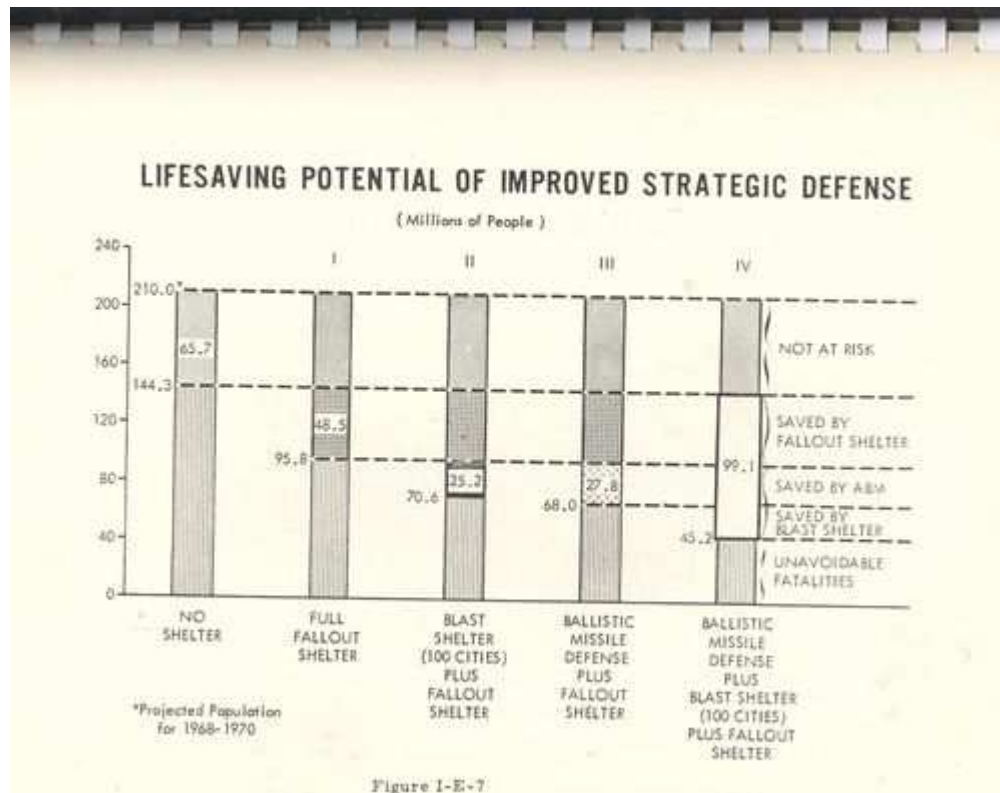 LIFESAVING POTENTIAL OF IMPROVED STRATEGIC DEFENSE
(Millions of People)
240
I
II
III
IV
210.0*
200
65.7
NOT AT RISK
160
144.3
120
48.5
SAVED BY
FALLOUT SHELTER
95.8
99.1
80
25.2
27.8
SAVED BY ABM
70.6
68.0
SAVED BY
BLAST SHELTER
40
45.2
UNAVOIDABLE
FATALITIES
0
NO
SHELTER
FULL
FALLOUT
SHELTER
BLAST
SHELTER
(100 CITIES)
PLUS
FALLOUT
SHELTER
BALLISTIC
MISSILE
DEFENSE
PLUS
FALLOUT
SHELTER
BALLISTIC
MISSILE
DEFENSE
PLUS
BLAST SHELTER
(100 CITIES)
PLUS FALLOUT
SHELTER
*Projected Population
for 1968-1970
Figure I-E-7